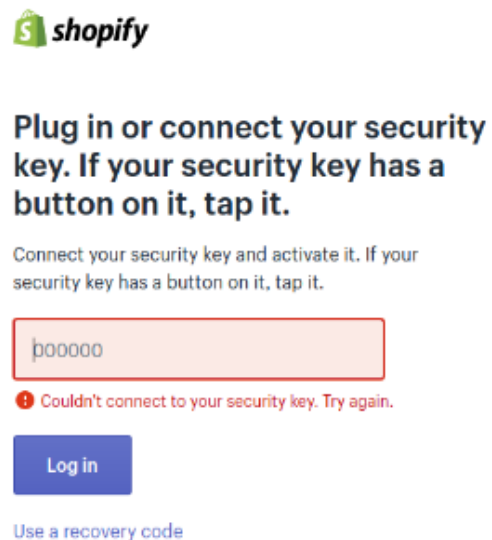 shopify
Plug in or connect your security
key. If your security key has a
button on it, tap it.
Connect your security key and activate it. If your
security key has a button on it, tap it.
000000
Couldn't connect to your security key. Try again.
Log in
Use a recovery code